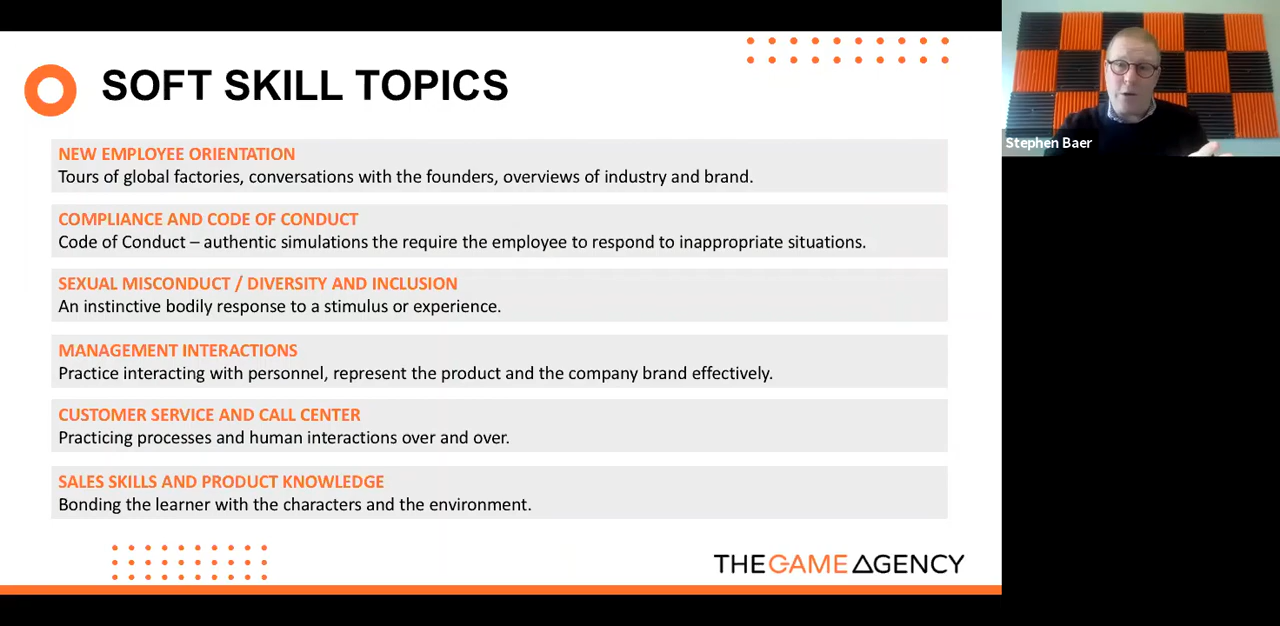 SOFT SKILL TOPICS
NEW EMPLOYEE ORIENTATION
Tours of global factories, conversations with the founders, overviews of industry and brand.
COMPLIANCE AND CODE OF CONDUCT
Code of Conduct – authentic simulations the require the employee to respond to inappropriate situations.
SEXUAL MISCONDUCT / DIVERSITY AND INCLUSION
An instinctive bodily response to a stimulus or experience.
MANAGEMENT INTERACTIONS
Practice interacting with personnel, represent the product and the company brand effectively.
CUSTOMER SERVICE AND CALL CENTER
Practicing processes and human interactions over and over.
SALES SKILLS AND PRODUCT KNOWLEDGE
Bonding the learner with the characters and the environment.
THEGAMEAGENCY
Stephen Baer